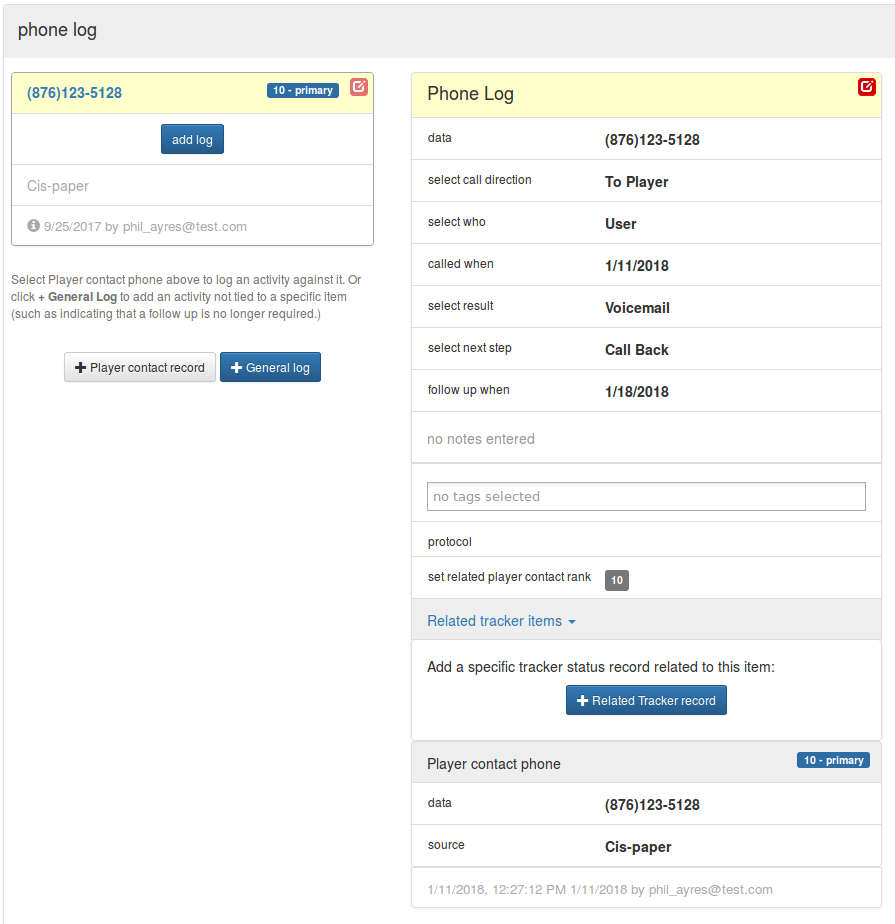 phone log
(876)123-5128 10 - primary
add log
Cis-paper
9/25/2017 by phil_ayres@test.com
Select Player contact phone above to log an activity against it. Or
click + General Log to add an activity not tied to a specific item
(such as indicating that a follow up is no longer required.)
Player contact record General log
Phone Log
data (876)123-5128
select call direction To Player
select who User
called when 1/11/2018
select result Voicemail
select next step Call Back
follow up when 1/18/2018
no notes entered
no tags selected
protocol
set related player contact rank 10
Related tracker items
Add a specific tracker status record related to this item:
Related Tracker record
Player contact phone 10 - primary
data (876)123-5128
source Cis-paper
1/11/2018, 12:27:12 PM 1/11/2018 by phil_ayres@test.com